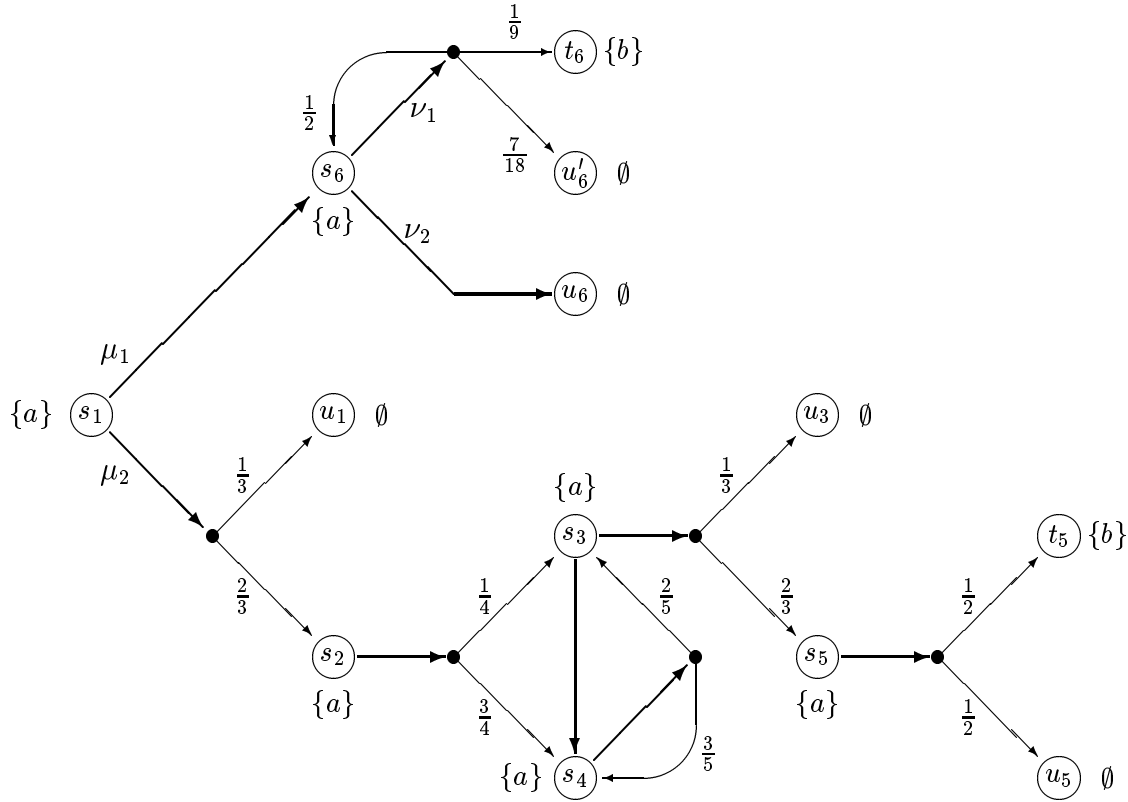 1/9
t₆ {b}
1/2
ν₁
7/18
s₆
u₆′ ∅
{a}
ν₂
u₆ ∅
μ₁
{a} s₁
u₁ ∅
u₃ ∅
μ₂
1/3
1/3
{a}
s₃
t₅ {b}
2/3
1/4
2/5
2/3
1/2
s₂
s₅
{a}
{a}
3/4
1/2
3/5
{a} s₄
u₅ ∅